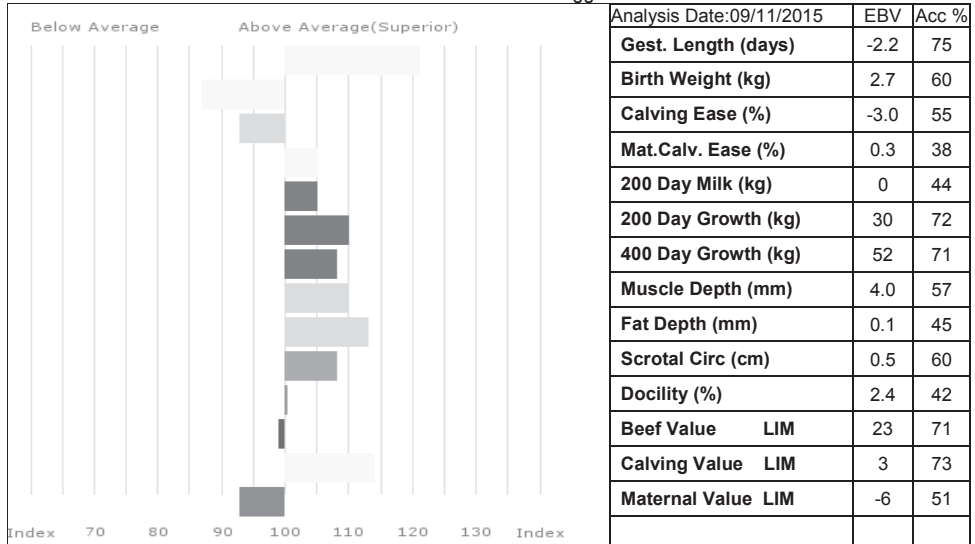 Below Average Above Average(Superior)
Index 70 80 90 100 110 120 130 Index
Analysis Date:09/11/2015 EBV Acc %
Gest. Length (days) -2.2 75
Birth Weight (kg) 2.7 60
Calving Ease (%) -3.0 55
Mat.Calv. Ease (%) 0.3 38
200 Day Milk (kg) 0 44
200 Day Growth (kg) 30 72
400 Day Growth (kg) 52 71
Muscle Depth (mm) 4.0 57
Fat Depth (mm) 0.1 45
Scrotal Circ (cm) 0.5 60
Docility (%) 2.4 42
Beef Value LIM 23 71
Calving Value LIM 3 73
Maternal Value LIM -6 51